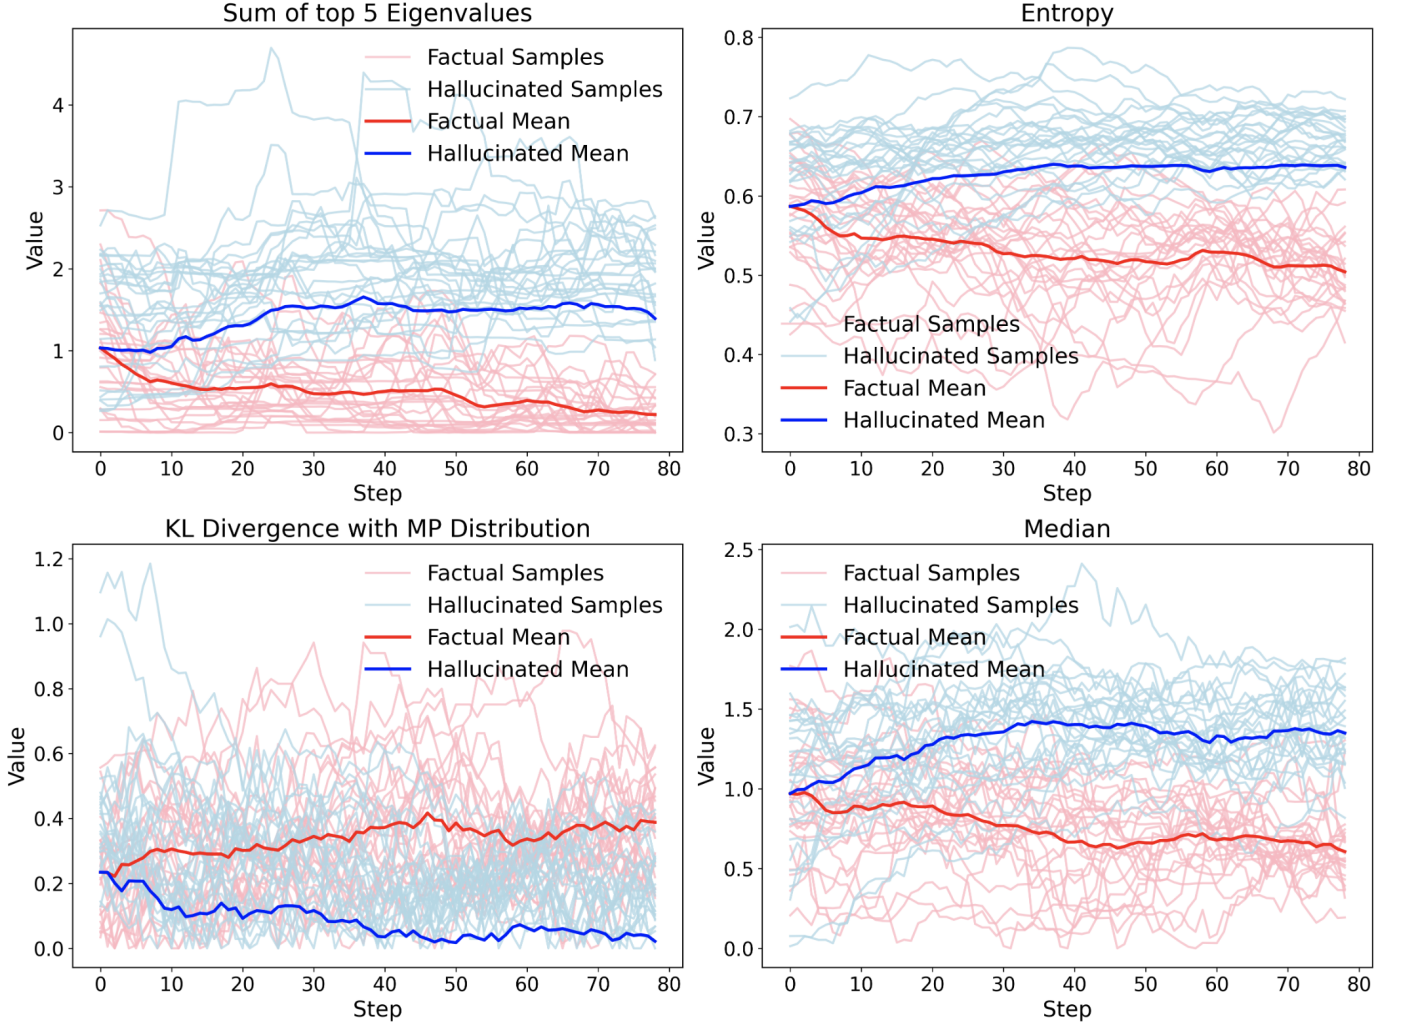 Sum of top 5 Eigenvalues
Value
4
3
2
1
0
Factual Samples
Hallucinated Samples
Factual Mean
Hallucinated Mean
0 10 20 30 40 50 60 70 80
Step
Entropy
Value
0.8
0.7
0.6
0.5
0.4
0.3
Factual Samples
Hallucinated Samples
Factual Mean
Hallucinated Mean
0 10 20 30 40 50 60 70 80
Step
KL Divergence with MP Distribution
Value
1.2
1.0
0.8
0.6
0.4
0.2
0.0
Factual Samples
Hallucinated Samples
Factual Mean
Hallucinated Mean
0 10 20 30 40 50 60 70 80
Step
Median
Value
2.5
2.0
1.5
1.0
0.5
0.0
Factual Samples
Hallucinated Samples
Factual Mean
Hallucinated Mean
0 10 20 30 40 50 60 70 80
Step